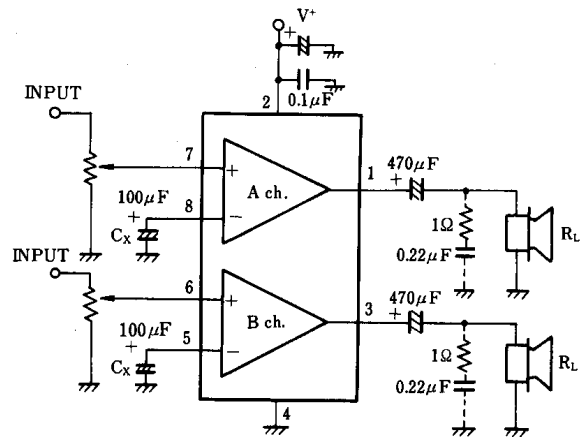 V⁺
+
0.1μF
2
INPUT
7
+
A ch.
1
470μF
+
100μF
+
Cx
8
−
1Ω
0.22μF
RL
INPUT
6
+
B ch.
3
470μF
+
100μF
+
Cx
5
−
1Ω
0.22μF
RL
4